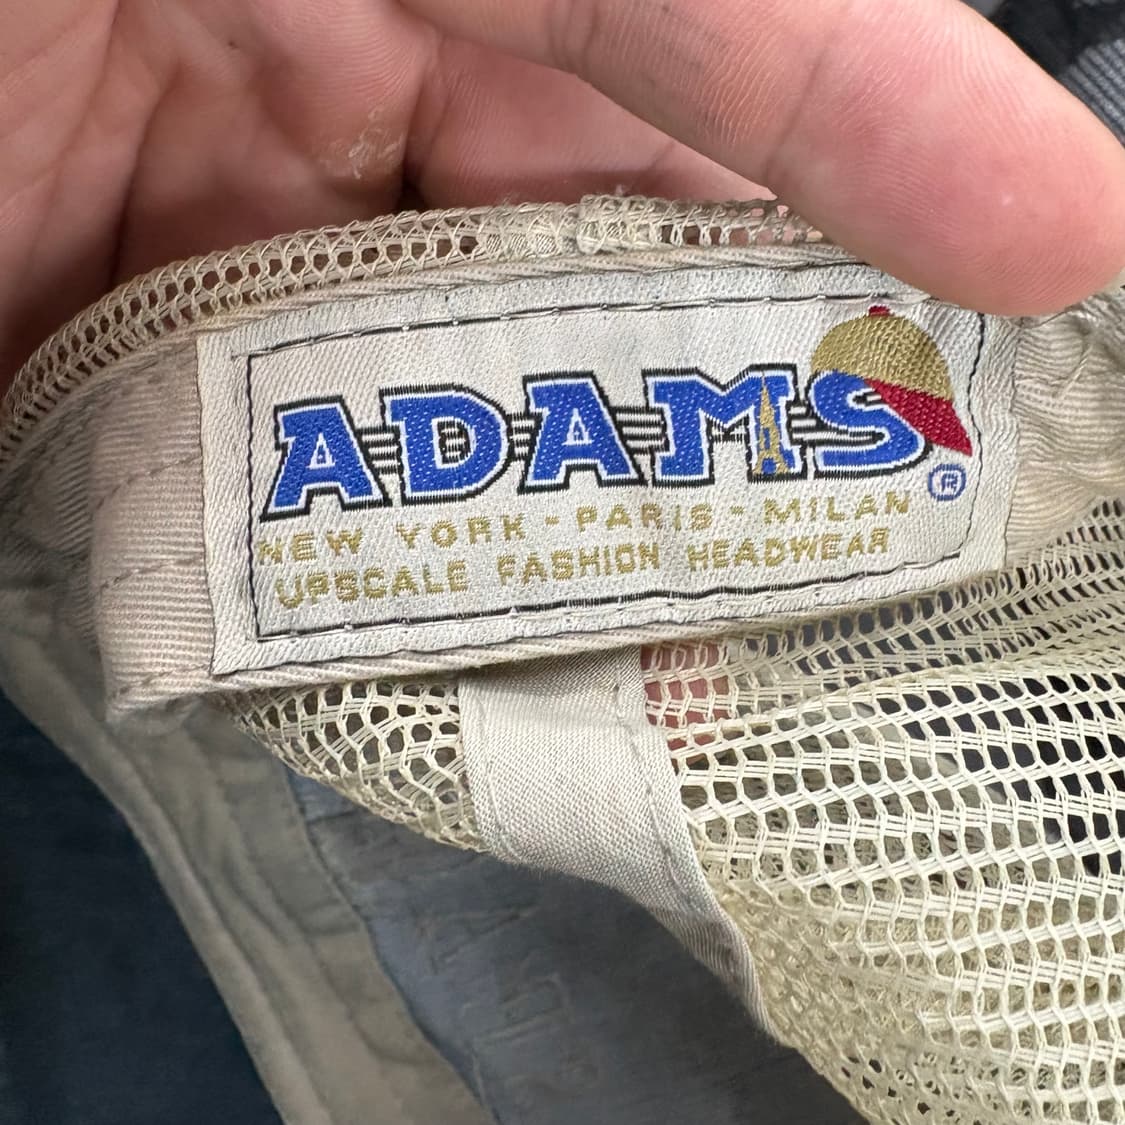 ADAMS®
NEW YORK - PARIS - MILAN
UPSCALE FASHION HEADWEAR